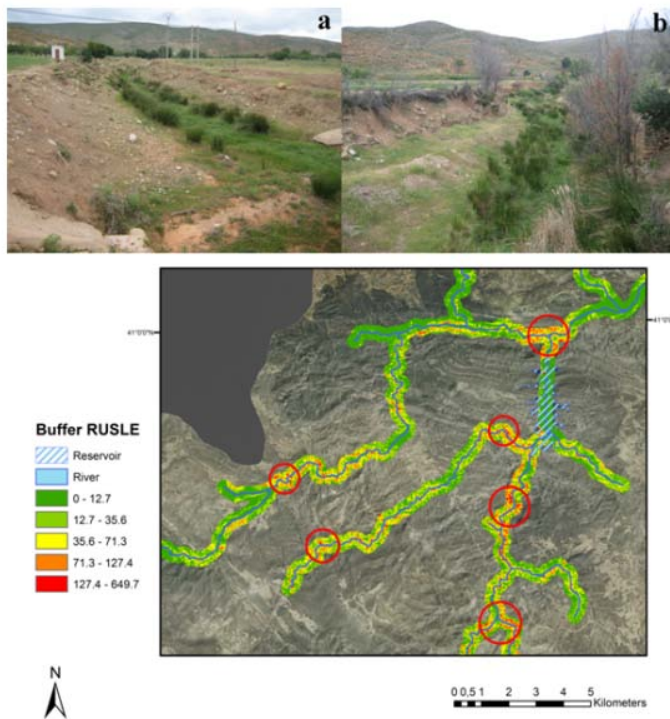 a
b
41°0'0"N
41°0'0
Buffer RUSLE
Reservoir
River
0 - 12.7
12.7 - 35.6
35.6 - 71.3
71.3 - 127.4
127.4 - 649.7
N
0 0,5 1 2 3 4 5
Kilometers